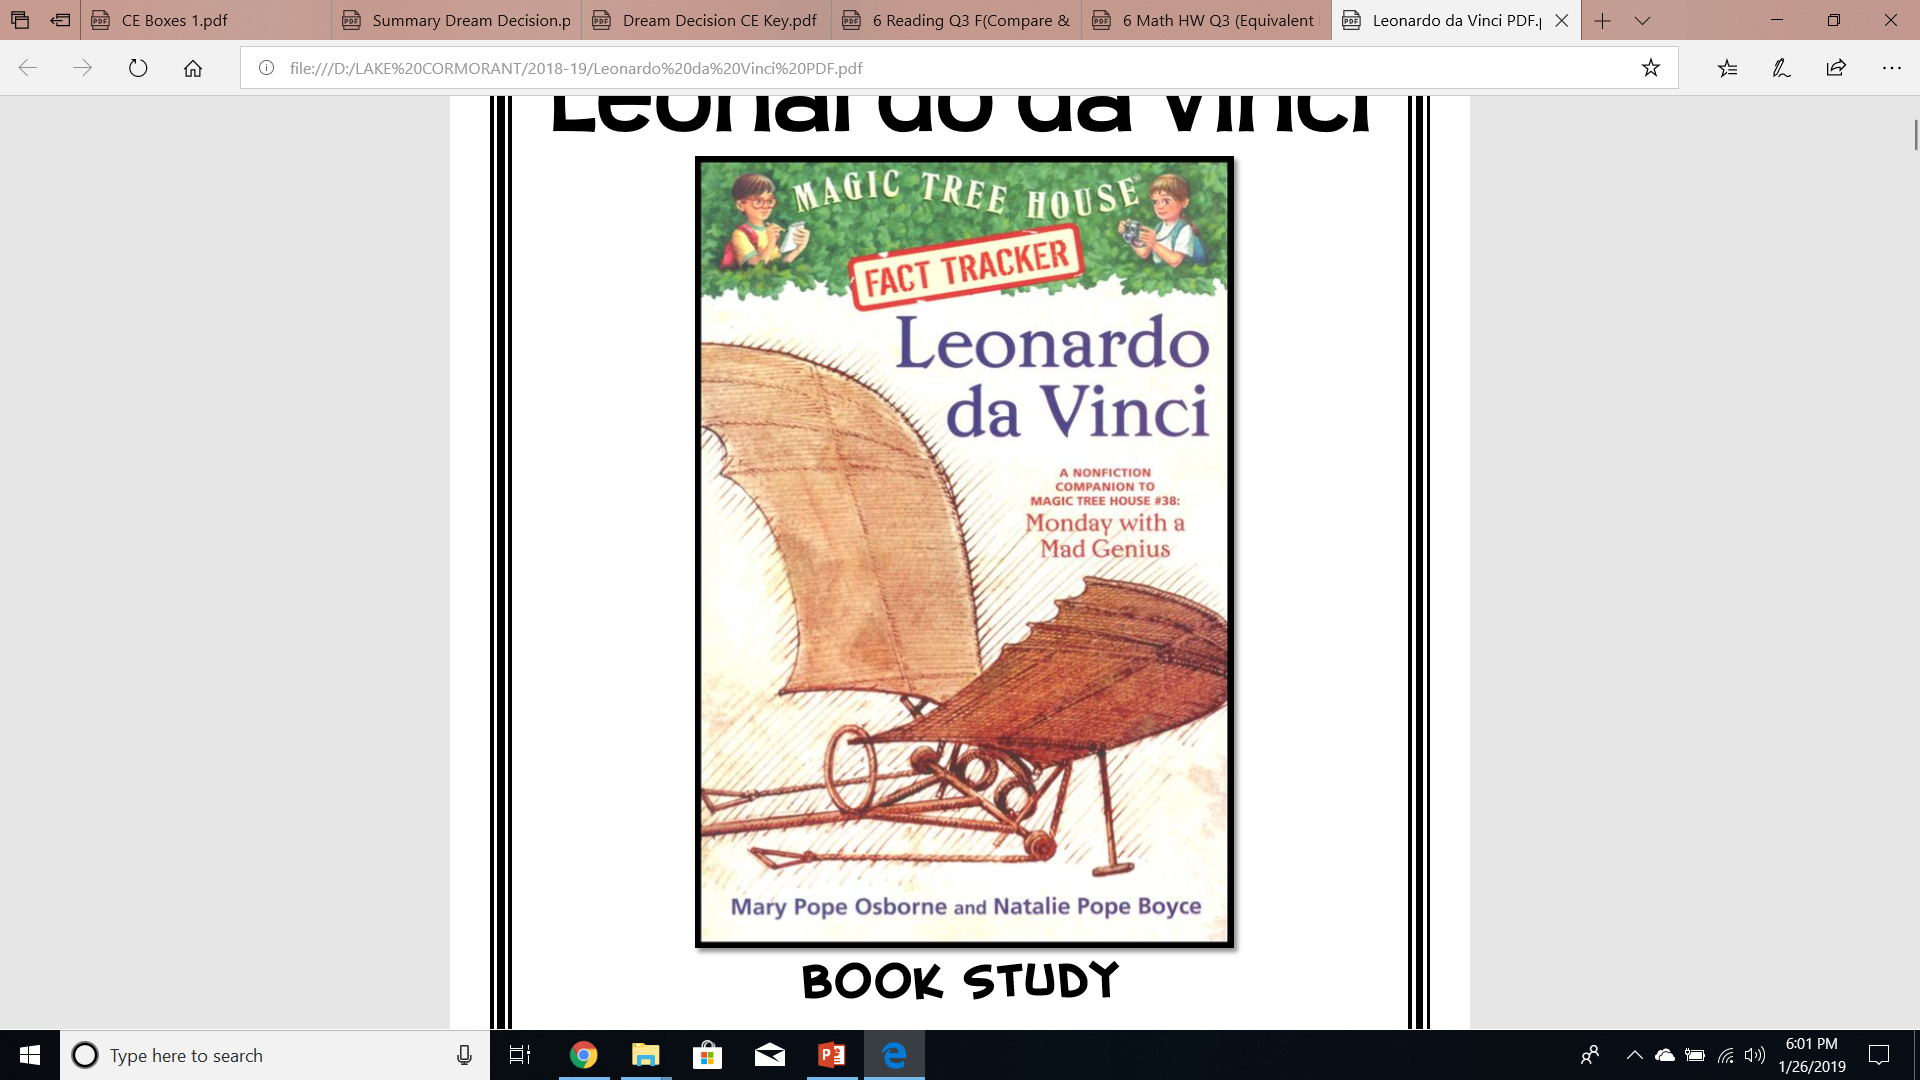 CE Boxes 1.pdf
Summary Dream Decision.p
Dream Decision CE Key.pdf
6 Reading Q3 F(Compare &
6 Math HW Q3 (Equivalent
Leonardo da Vinci PDF.p
file:///D:/LAKE%20CORMORANT/2018-19/Leonardo%20da%20Vinci%20PDF.pdf
Leonardo da Vinci
MAGIC TREE HOUSE
FACT TRACKER
Leonardo
da Vinci
A NONFICTION
COMPANION TO
MAGIC TREE HOUSE #38:
Monday with a
Mad Genius
Mary Pope Osborne and Natalie Pope Boyce
BOOK STUDY
Type here to search
6:01 PM
1/26/2019